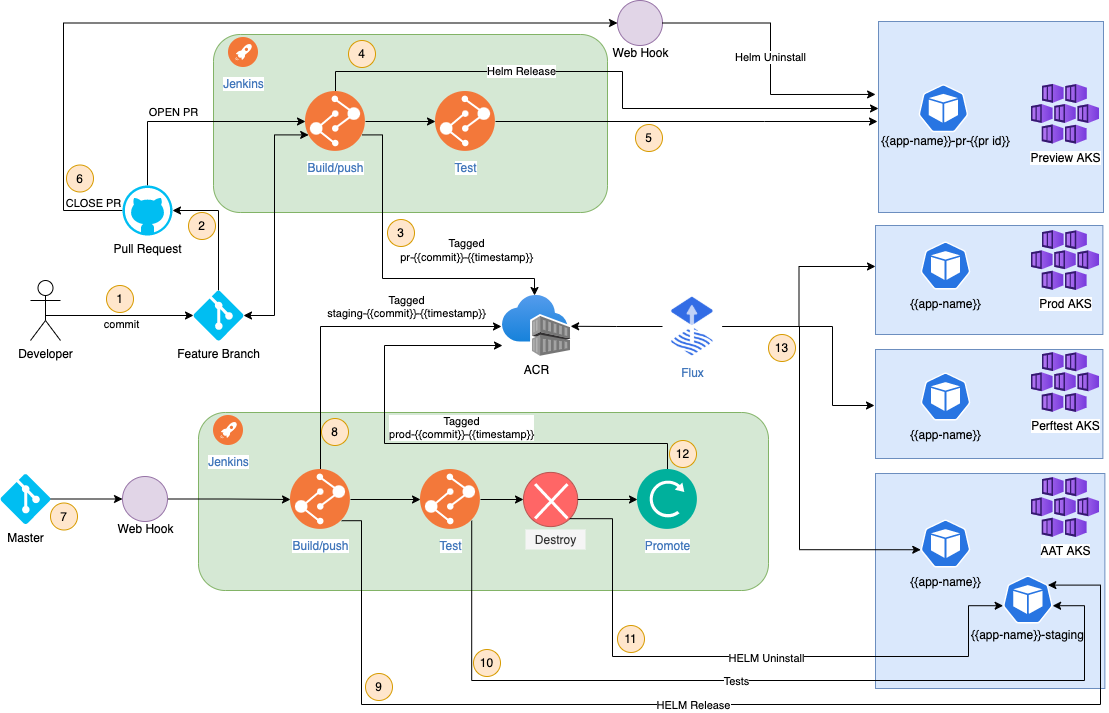 Web Hook
4
Jenkins
Helm Release
Helm Uninstall
OPEN PR
5
{{app-name}}-pr-{{pr id}}
Preview AKS
Build/push
Test
6
CLOSE PR
2
Pull Request
3
Tagged
pr-{{commit}}-{{timestamp}}
1
commit
Developer
Feature Branch
Tagged
staging-{{commit}}-{{timestamp}}
ACR
Flux
13
{{app-name}}
Prod AKS
{{app-name}}
Perftest AKS
Jenkins
8
Tagged
prod-{{commit}}-{{timestamp}}
12
7
Master
Web Hook
Build/push
Test
Destroy
Promote
AAT AKS
{{app-name}}
{{app-name}}-staging
11
HELM Uninstall
10
Tests
9
HELM Release